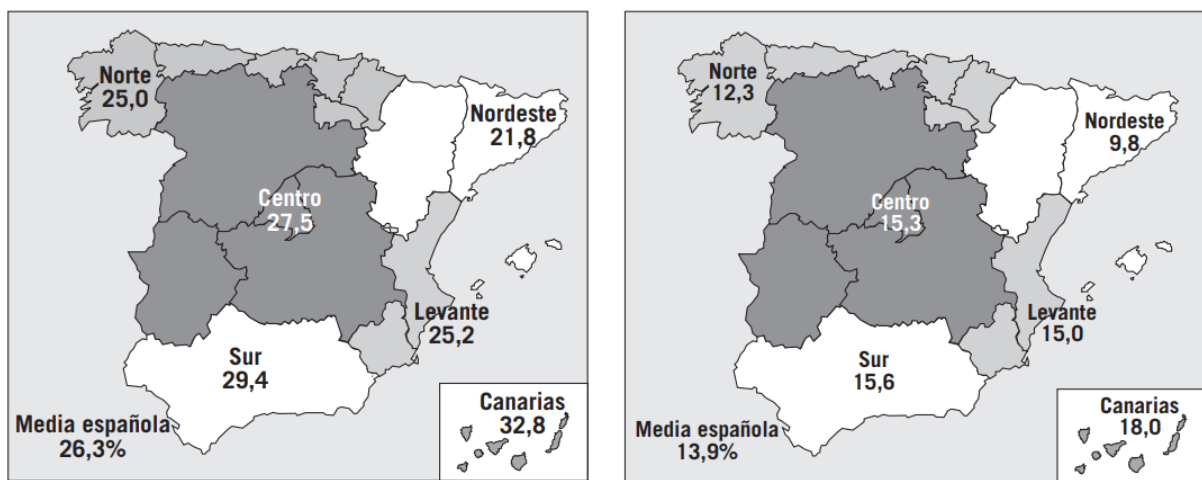 Norte
25,0
Nordeste
21,8
Centro
27,5
Levante
25,2
Sur
29,4
Canarias
32,8
Media española
26,3%
Norte
12,3
Nordeste
9,8
Centro
15,3
Levante
15,0
Sur
15,6
Canarias
18,0
Media española
13,9%